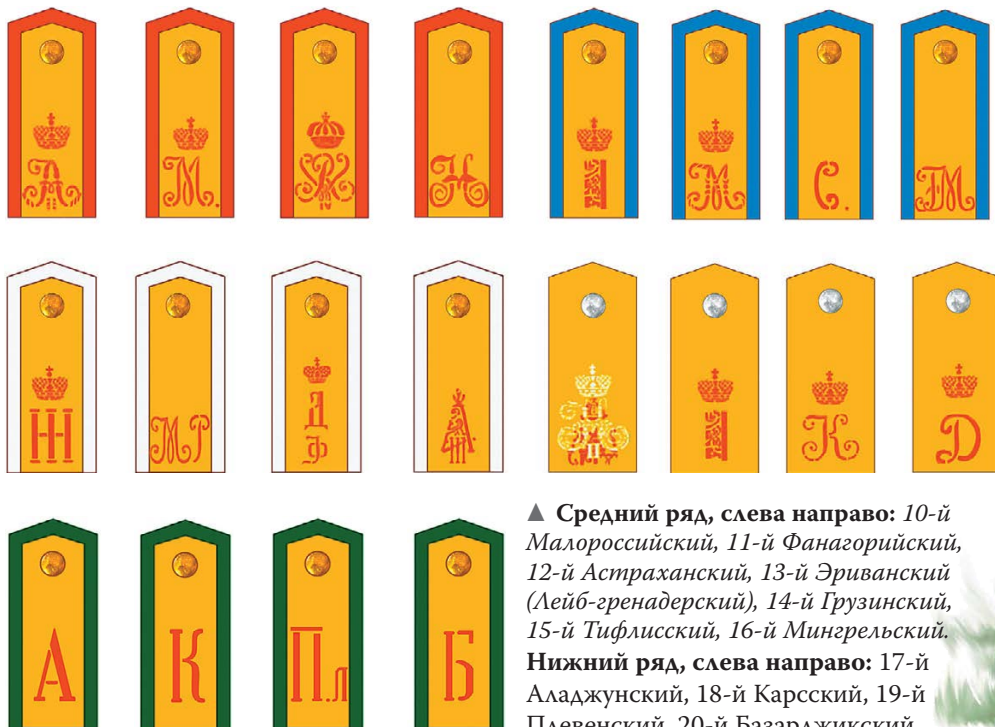 М. Н I М С.
МР Д Ф I К D
А К Пл Б
▲ Средний ряд, слева направо: 10-й
Малороссийский, 11-й Фанагорийский,
12-й Астраханский, 13-й Эриванский
(Лейб-гренадерский), 14-й Грузинский,
15-й Тифлисский, 16-й Мингрельский.
Нижний ряд, слева направо: 17-й
Аладжунский, 18-й Карсский, 19-й
Плевенский, 20-й Базарджикский